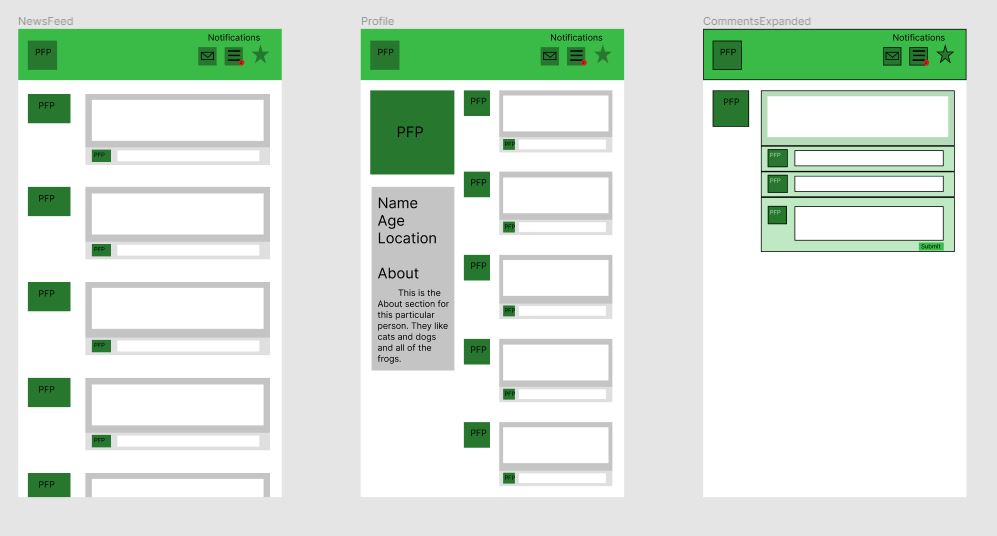 NewsFeed
Notifications
PFP
PFP
PFP
PFP
PFP
PFP
PFP
PFP
PFP
PFP
Profile
Notifications
PFP
PFP
Name
Age
Location
About
This is the
About section for
this particular
person. They like
cats and dogs
and all of the
frogs.
PFP
PFP
PFP
PFP
PFP
PFP
PFP
PFP
PFP
PFP
CommentsExpanded
Notifications
PFP
PFP
PFP
PFP
PFP
Submit